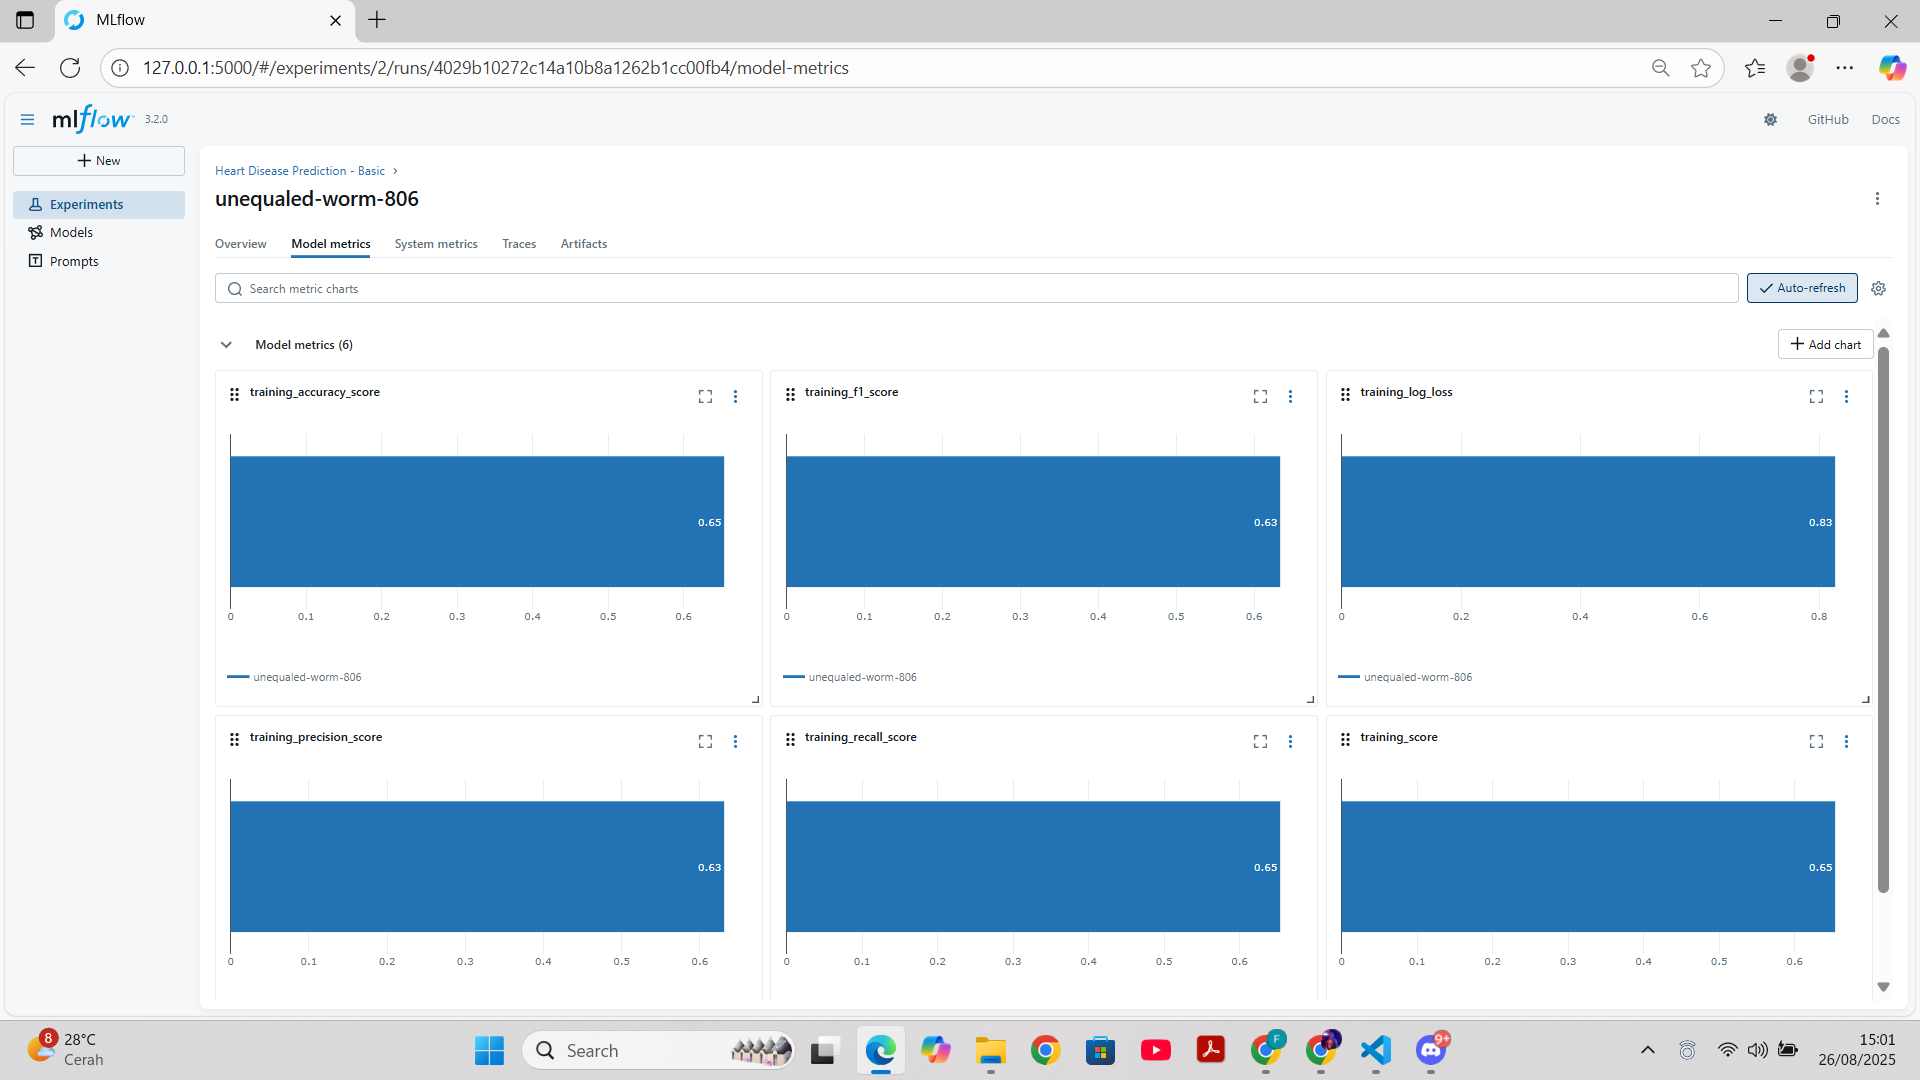 MLflow
127.0.0.1:5000/#/experiments/2/runs/4029b10272c14a10b8a1262b1cc00fb4/model-metrics
mlflow 3.2.0
GitHub
Docs
New
Experiments
Models
Prompts
Heart Disease Prediction - Basic
unequaled-worm-806
Overview
Model metrics
System metrics
Traces
Artifacts
Search metric charts
Auto-refresh
Model metrics (6)
Add chart
training_accuracy_score
0.65
0 0.1 0.2 0.3 0.4 0.5 0.6
unequaled-worm-806
training_f1_score
0.63
0 0.1 0.2 0.3 0.4 0.5 0.6
unequaled-worm-806
training_log_loss
0.83
0 0.2 0.4 0.6 0.8
unequaled-worm-806
training_precision_score
0.63
0 0.1 0.2 0.3 0.4 0.5 0.6
training_recall_score
0.65
0 0.1 0.2 0.3 0.4 0.5 0.6
training_score
0.65
0 0.1 0.2 0.3 0.4 0.5 0.6
8
28°C
Cerah
Search
F
9+
15:01
26/08/2025